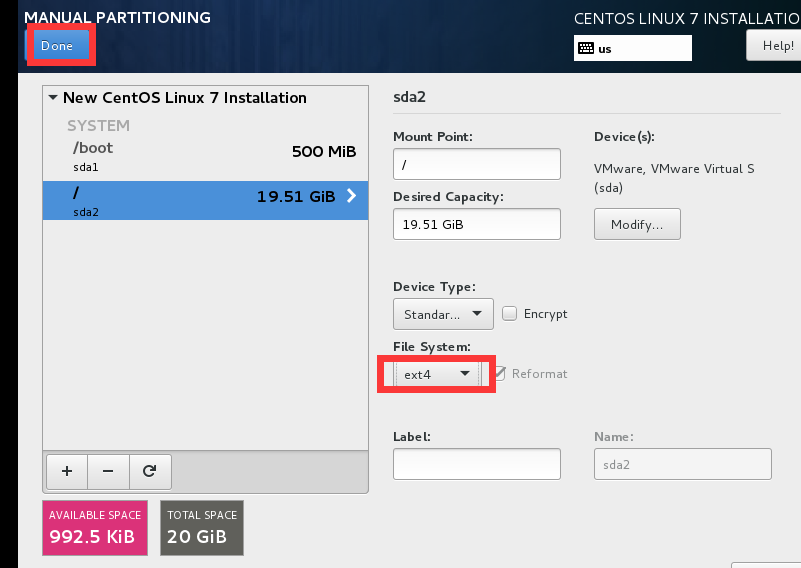 MANUAL PARTITIONING
CENTOS LINUX 7 INSTALLATIO
Done
us
Help!
New CentOS Linux 7 Installation
SYSTEM
/boot
500 MiB
sda1
/
19.51 GiB
sda2
AVAILABLE SPACE
992.5 KiB
TOTAL SPACE
20 GiB
sda2
Mount Point:
/
Desired Capacity:
19.51 GiB
Device(s):
VMware, VMware Virtual S
(sda)
Modify...
Device Type:
Standar...
Encrypt
File System:
ext4
Reformat
Label:
Name:
sda2